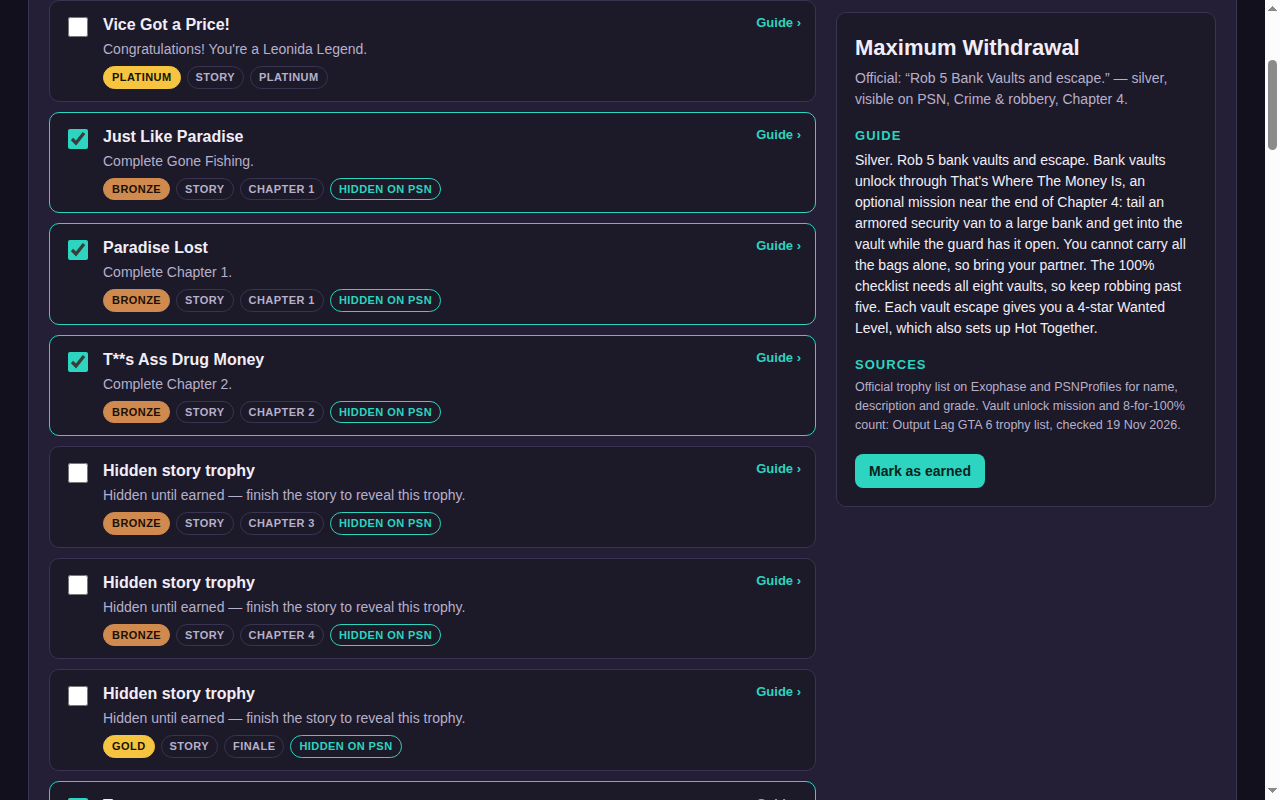 Vice Got a Price!
Guide ›
Congratulations! You're a Leonida Legend.
PLATINUM STORY PLATINUM
Just Like Paradise
Guide ›
Complete Gone Fishing.
BRONZE STORY CHAPTER 1 HIDDEN ON PSN
Paradise Lost
Guide ›
Complete Chapter 1.
BRONZE STORY CHAPTER 1 HIDDEN ON PSN
T**s Ass Drug Money
Guide ›
Complete Chapter 2.
BRONZE STORY CHAPTER 2 HIDDEN ON PSN
Hidden story trophy
Guide ›
Hidden until earned — finish the story to reveal this trophy.
BRONZE STORY CHAPTER 3 HIDDEN ON PSN
Hidden story trophy
Guide ›
Hidden until earned — finish the story to reveal this trophy.
BRONZE STORY CHAPTER 4 HIDDEN ON PSN
Hidden story trophy
Guide ›
Hidden until earned — finish the story to reveal this trophy.
GOLD STORY FINALE HIDDEN ON PSN
Maximum Withdrawal
Official: “Rob 5 Bank Vaults and escape.” — silver,
visible on PSN, Crime & robbery, Chapter 4.
GUIDE
Silver. Rob 5 bank vaults and escape. Bank vaults
unlock through That's Where The Money Is, an
optional mission near the end of Chapter 4: tail an
armored security van to a large bank and get into the
vault while the guard has it open. You cannot carry all
the bags alone, so bring your partner. The 100%
checklist needs all eight vaults, so keep robbing past
five. Each vault escape gives you a 4-star Wanted
Level, which also sets up Hot Together.
SOURCES
Official trophy list on Exophase and PSNProfiles for name,
description and grade. Vault unlock mission and 8-for-100%
count: Output Lag GTA 6 trophy list, checked 19 Nov 2026.
Mark as earned